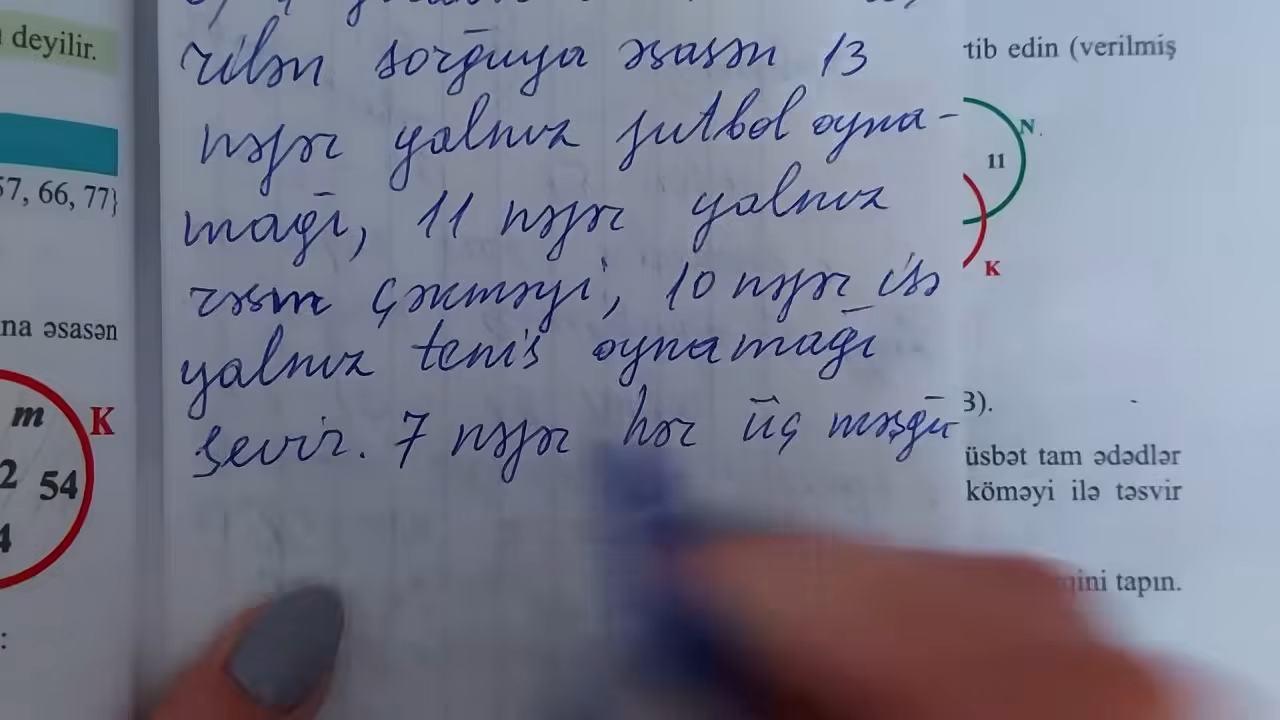 deyilir.
57, 66, 77}
na əsasən
m
K
2 54
4
:
rilən sorğuya əsasən 13
nəfər yalnız futbol oyna-
mağı, 11 nəfər yalnız
rəsm çəkməyi, 10 nəfər isə
yalnız tenis oynamağı
sevir. 7 nəfər hər üç məşğu
tib edin (verilmiş
N
11
K
3).
üsbət tam ədədlər
köməyi ilə təsvir
tapın.